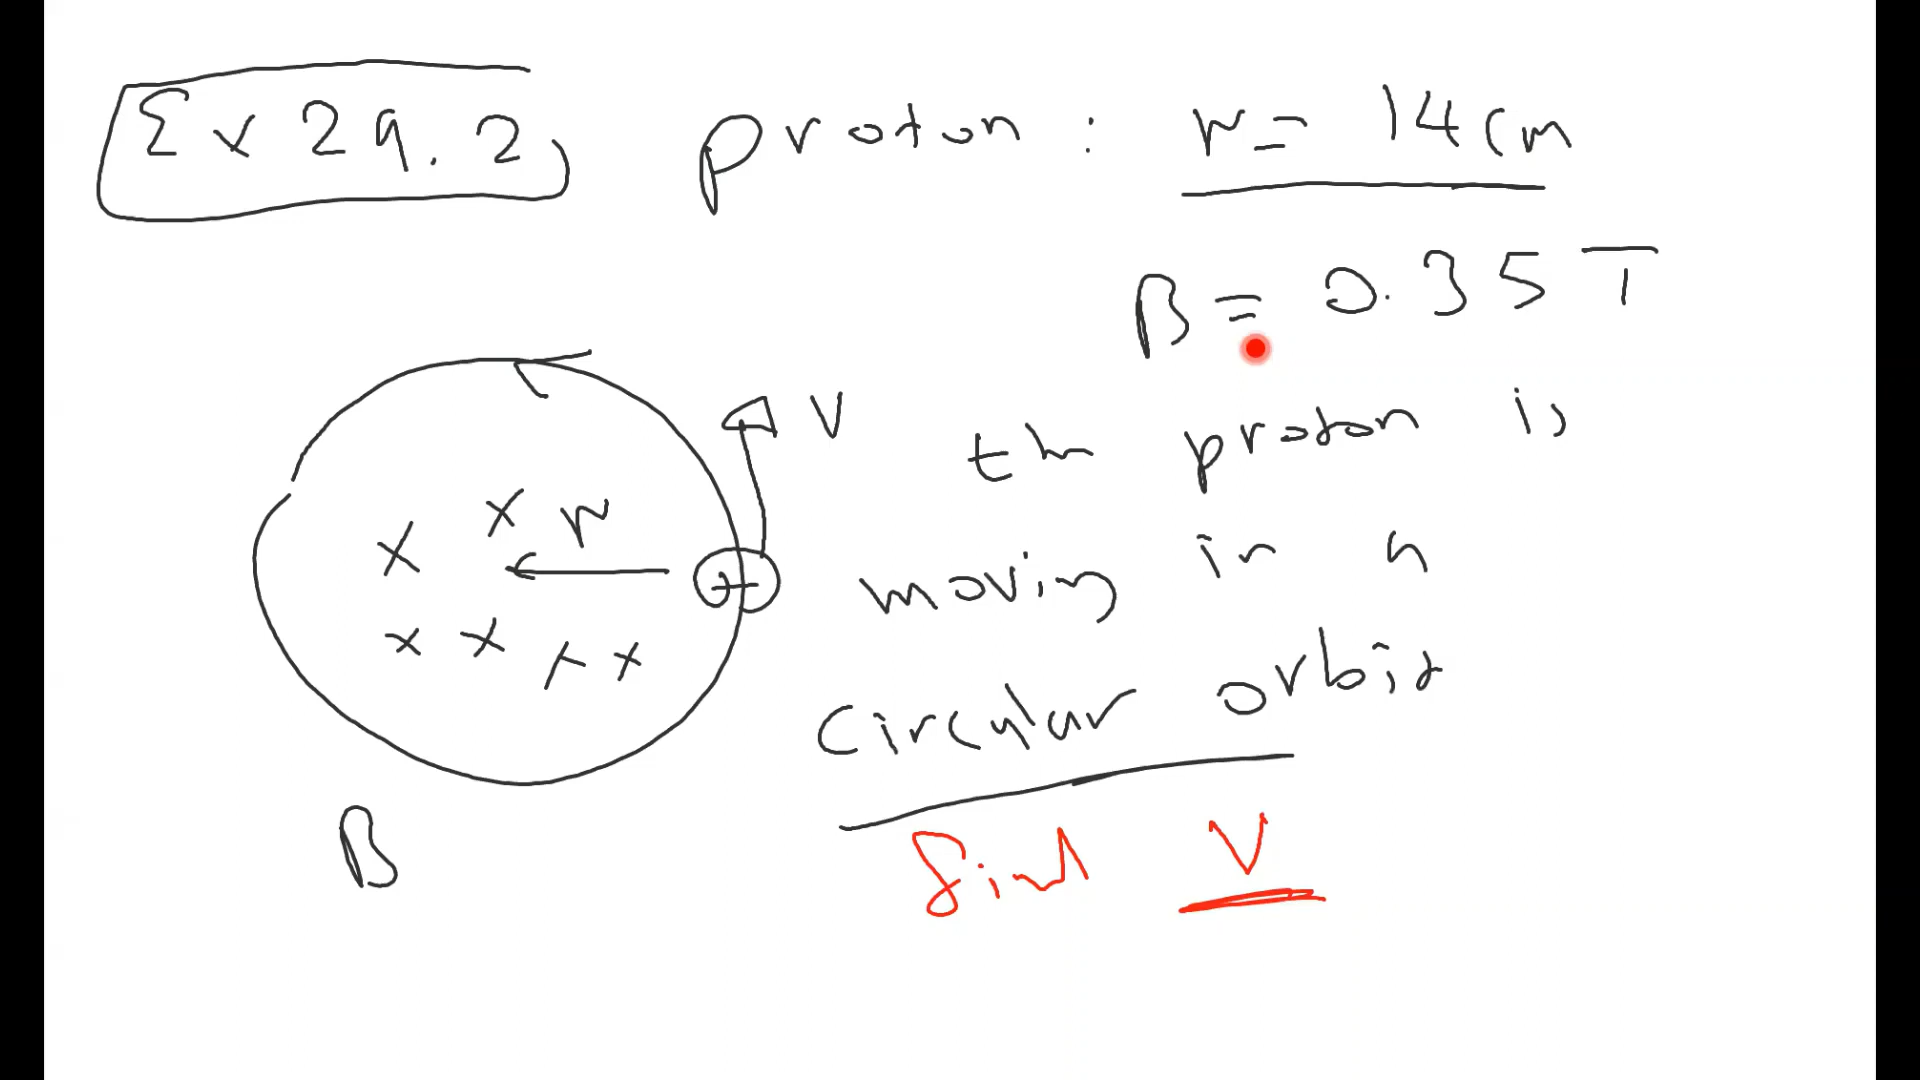 Ex 29.2, proton: r = 14 cm
B = 0.35 T
V
the proton is
r
moving in a
circular orbit
B
find V